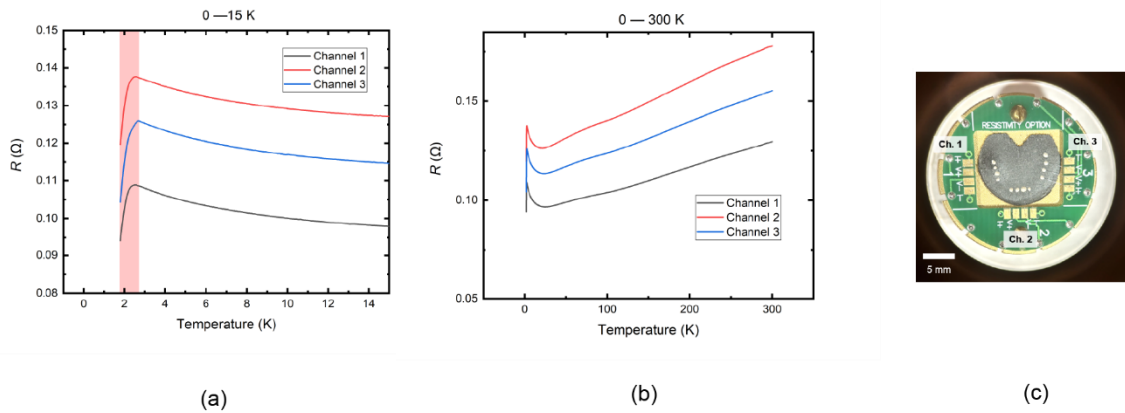 0 — 15 K
0.15
0.14
0.13
0.12
0.11
0.10
0.09
0.08
R (Ω)
Channel 1
Channel 2
Channel 3
0 2 4 6 8 10 12 14
Temperature (K)
(a)
0 — 300 K
0.15
0.10
0.05
R (Ω)
Channel 1
Channel 2
Channel 3
0 100 200 300
Temperature (K)
(b)
RESISTIVITY OPTION
Ch. 1
Ch. 3
1
3
Ch. 2
2
5 mm
(c)